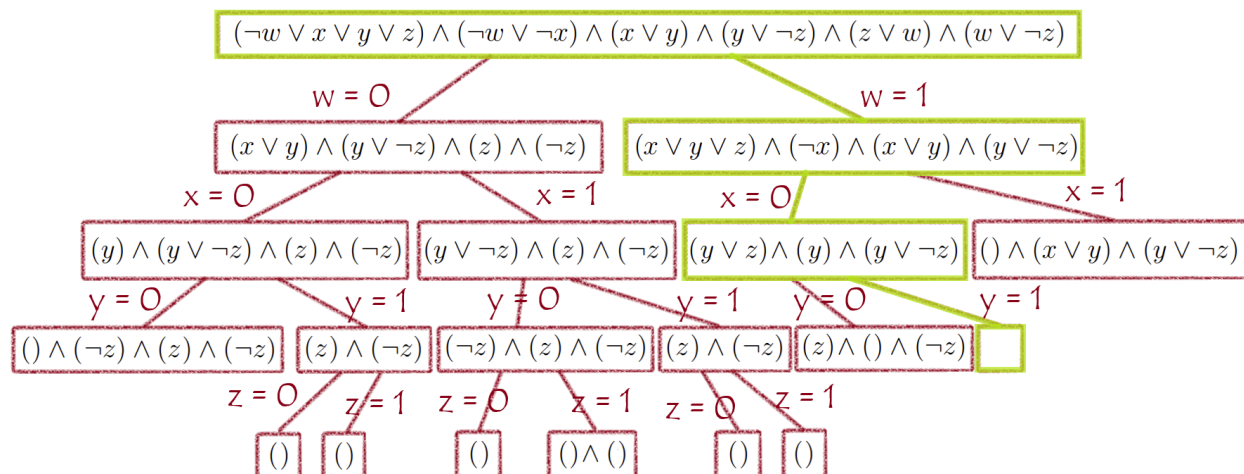 (¬w ∨ x ∨ y ∨ z) ∧ (¬w ∨ ¬x) ∧ (x ∨ y) ∧ (y ∨ ¬z) ∧ (z ∨ w) ∧ (w ∨ ¬z)
w = 0 w = 1
(x ∨ y) ∧ (y ∨ ¬z) ∧ (z) ∧ (¬z) (x ∨ y ∨ z) ∧ (¬x) ∧ (x ∨ y) ∧ (y ∨ ¬z)
x = 0 x = 1 x = 0 x = 1
(y) ∧ (y ∨ ¬z) ∧ (z) ∧ (¬z) (y ∨ ¬z) ∧ (z) ∧ (¬z) (y ∨ z) ∧ (y) ∧ (y ∨ ¬z) () ∧ (x ∨ y) ∧ (y ∨ ¬z)
y = 0 y = 1 y = 0 y = 1 y = 0 y = 1
() ∧ (¬z) ∧ (z) ∧ (¬z) (z) ∧ (¬z) (¬z) ∧ (z) ∧ (¬z) (z) ∧ (¬z) (z) ∧ () ∧ (¬z)
z = 0 z = 1 z = 0 z = 1 z = 0 z = 1
() () () () ∧ () () ()